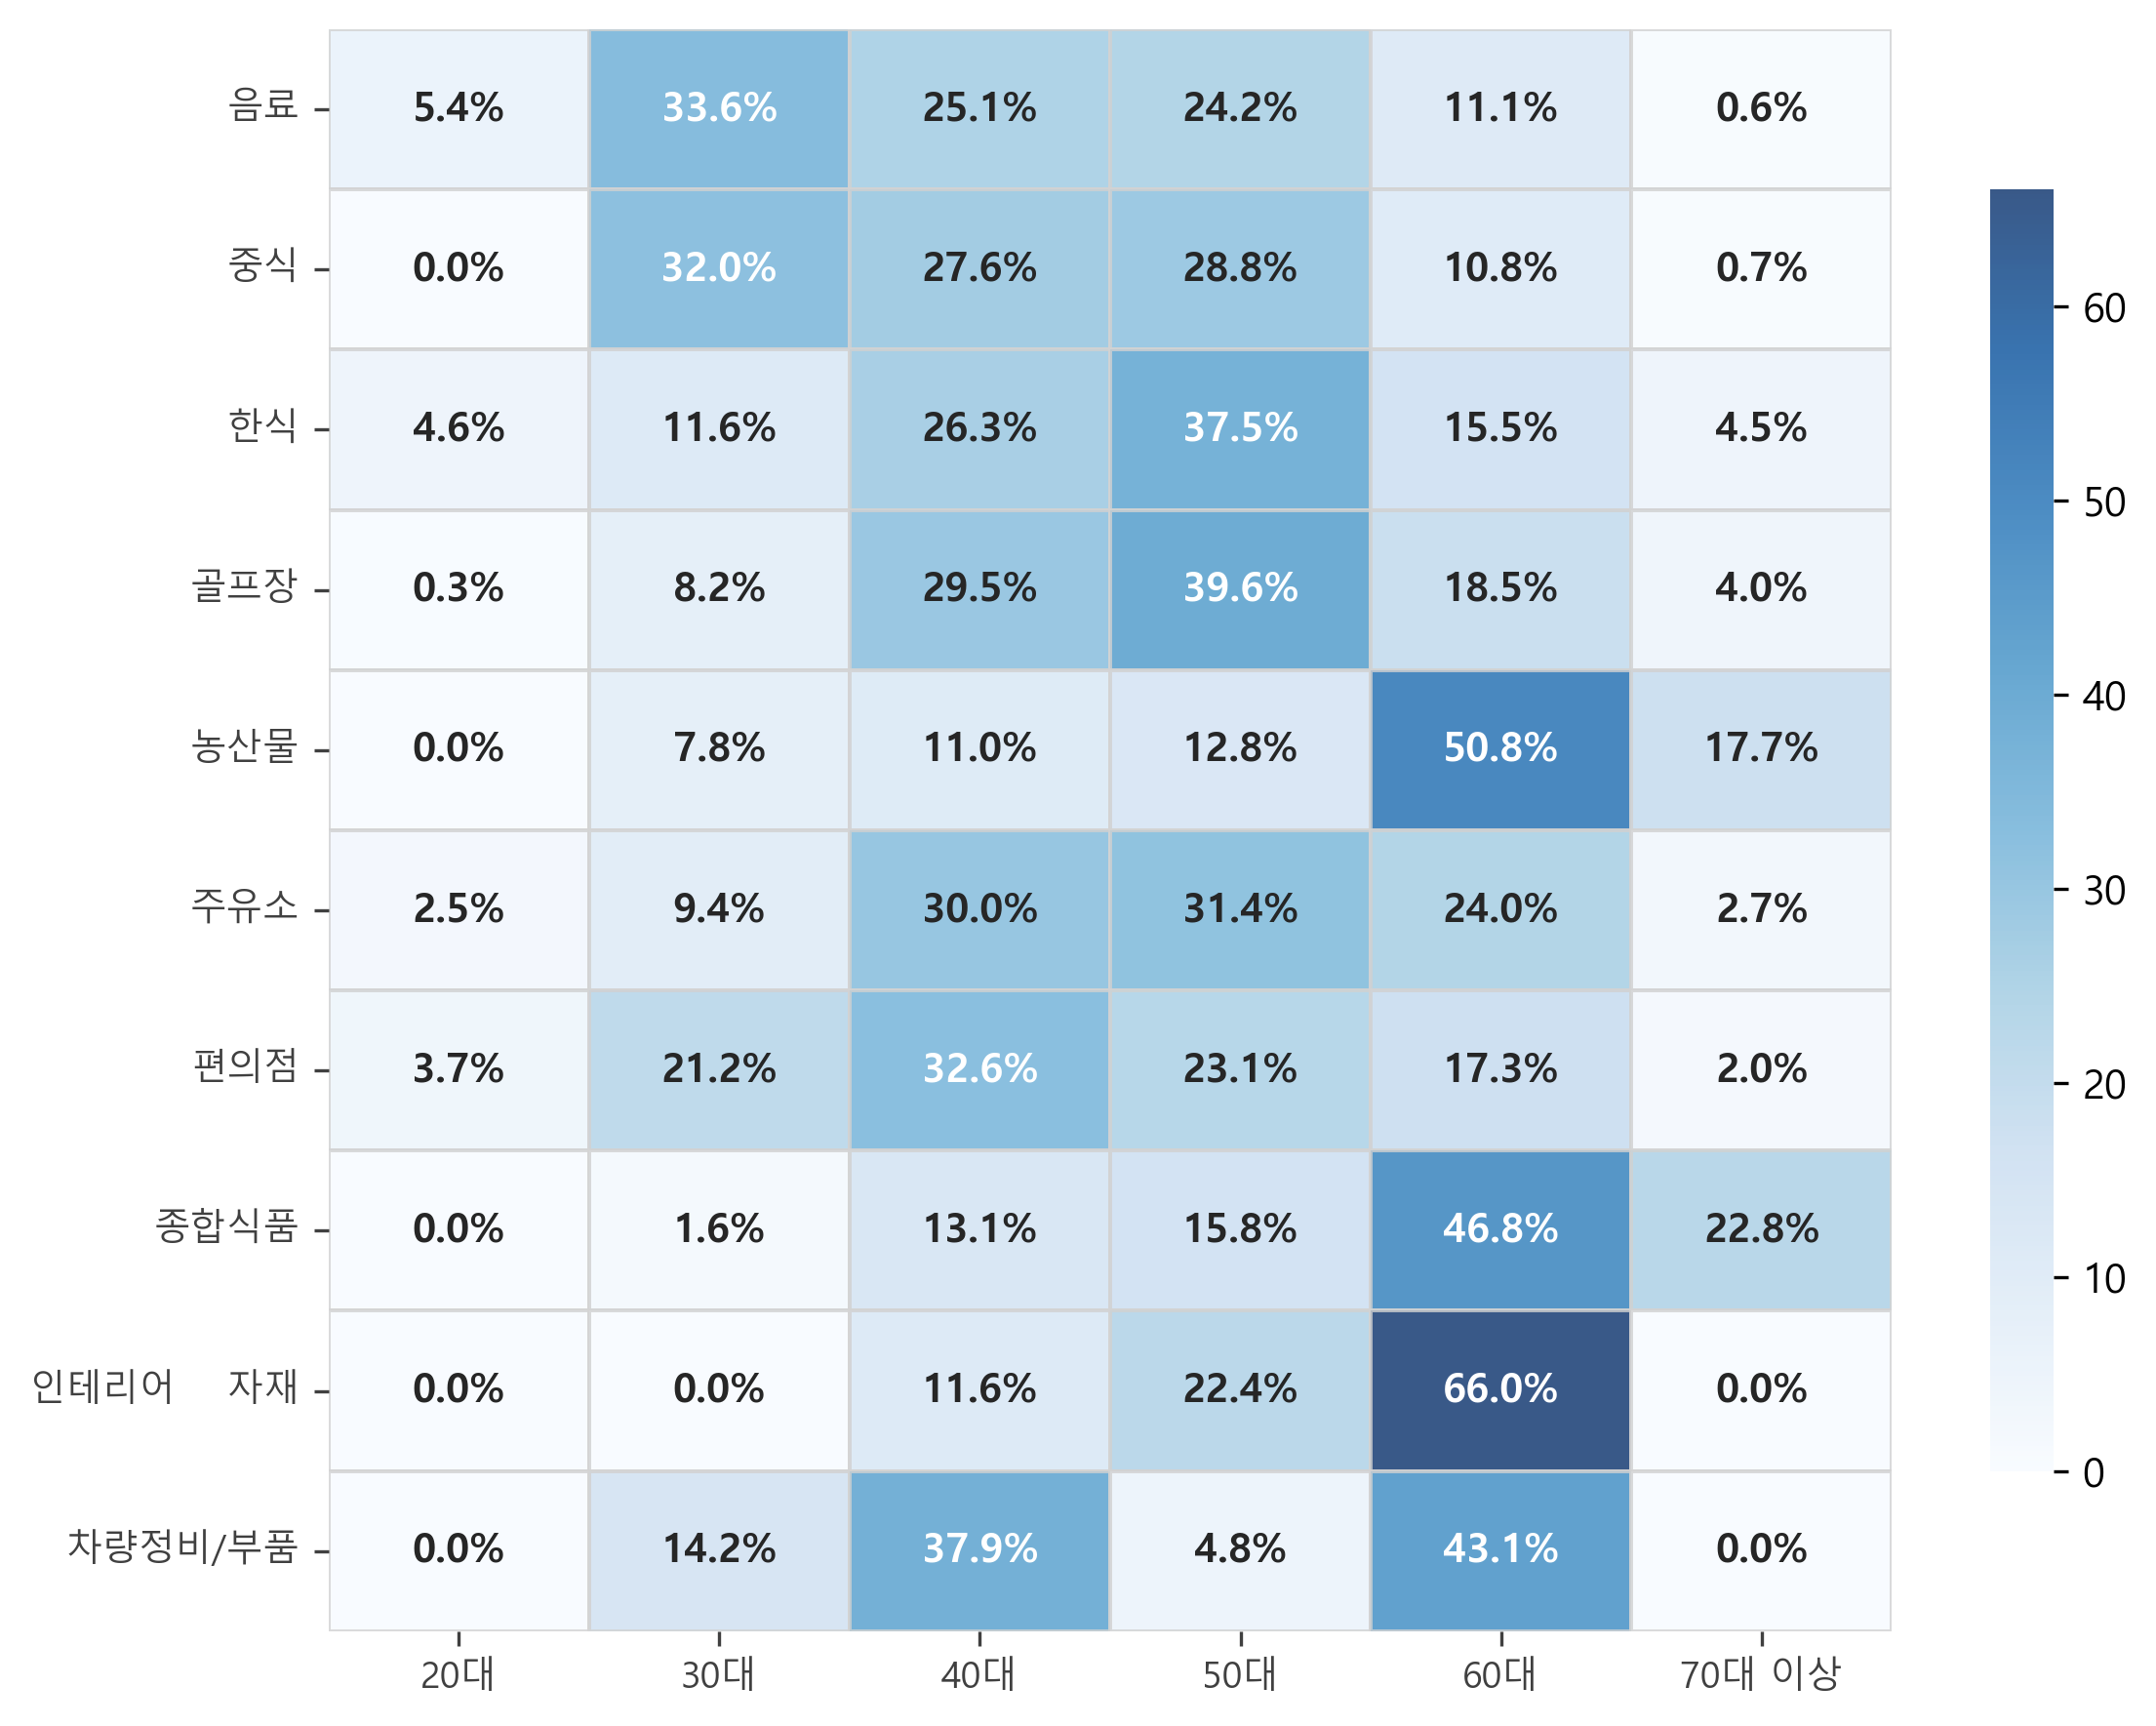 음료 5.4% 33.6% 25.1% 24.2% 11.1% 0.6%
중식 0.0% 32.0% 27.6% 28.8% 10.8% 0.7%
한식 4.6% 11.6% 26.3% 37.5% 15.5% 4.5%
골프장 0.3% 8.2% 29.5% 39.6% 18.5% 4.0%
농산물 0.0% 7.8% 11.0% 12.8% 50.8% 17.7%
주유소 2.5% 9.4% 30.0% 31.4% 24.0% 2.7%
편의점 3.7% 21.2% 32.6% 23.1% 17.3% 2.0%
종합식품 0.0% 1.6% 13.1% 15.8% 46.8% 22.8%
인테리어 자재 0.0% 0.0% 11.6% 22.4% 66.0% 0.0%
차량정비/부품 0.0% 14.2% 37.9% 4.8% 43.1% 0.0%
20대 30대 40대 50대 60대 70대 이상
60
50
40
30
20
10
0